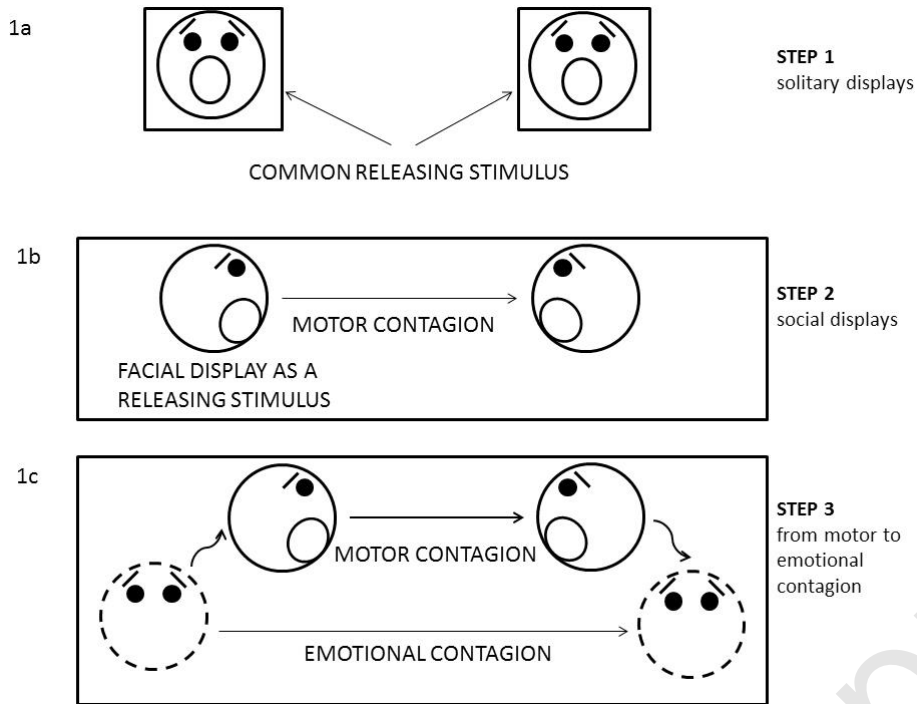 1a
STEP 1
solitary displays
COMMON RELEASING STIMULUS
1b
STEP 2
social displays
MOTOR CONTAGION
FACIAL DISPLAY AS A
RELEASING STIMULUS
1c
STEP 3
from motor to
emotional
contagion
MOTOR CONTAGION
EMOTIONAL CONTAGION